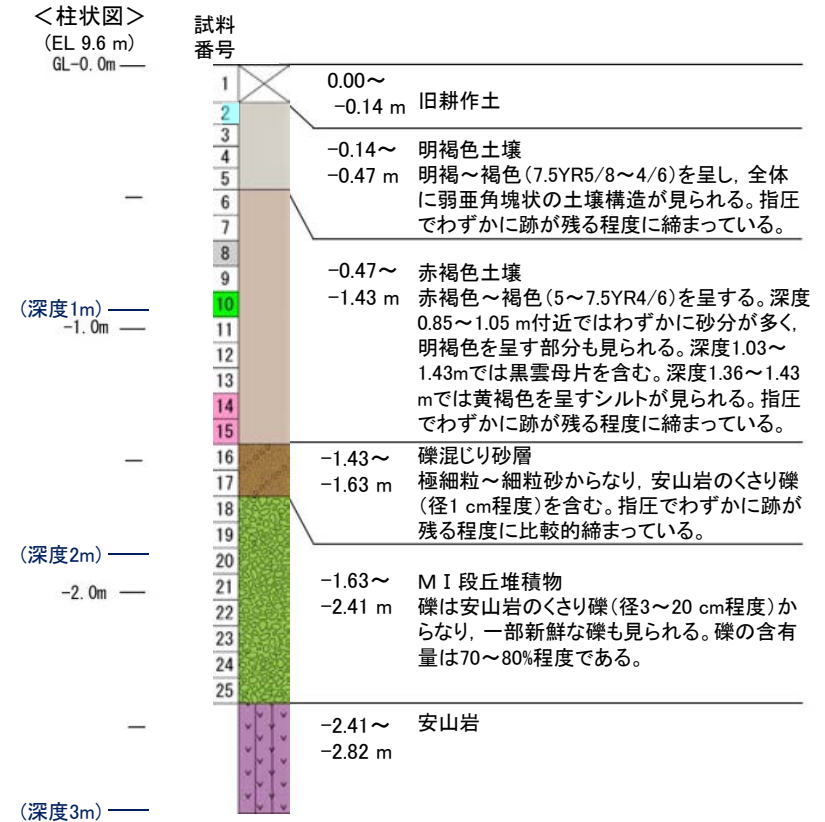 ＜柱状図＞
(EL 9.6 m)
試料
番号
GL-0.0m
(深度1m)
-1.0m
(深度2m)
-2.0m
(深度3m)
1
2
3
4
5
6
7
8
9
10
11
12
13
14
15
16
17
18
19
20
21
22
23
24
25
0.00～
-0.14 m 旧耕作土
-0.14～ 明褐色土壌
-0.47 m 明褐～褐色(7.5YR5/8～4/6)を呈し，全体
に弱亜角塊状の土壌構造が見られる。指圧
でわずかに跡が残る程度に締まっている。
-0.47～ 赤褐色土壌
-1.43 m 赤褐色～褐色(5～7.5YR4/6)を呈する。深度
0.85～1.05 m付近ではわずかに砂分が多く，
明褐色を呈す部分も見られる。深度1.03～
1.43mでは黒雲母片を含む。深度1.36～1.43
mでは黄褐色を呈すシルトが見られる。指圧
でわずかに跡が残る程度に締まっている。
-1.43～ 礫混じり砂層
-1.63 m 極細粒～細粒砂からなり，安山岩のくさり礫
(径1 cm程度)を含む。指圧でわずかに跡が
残る程度に比較的締まっている。
-1.63～ ＭⅠ段丘堆積物
-2.41 m 礫は安山岩のくさり礫(径3～20 cm程度)か
らなり，一部新鮮な礫も見られる。礫の含有
量は70～80%程度である。
-2.41～ 安山岩
-2.82 m